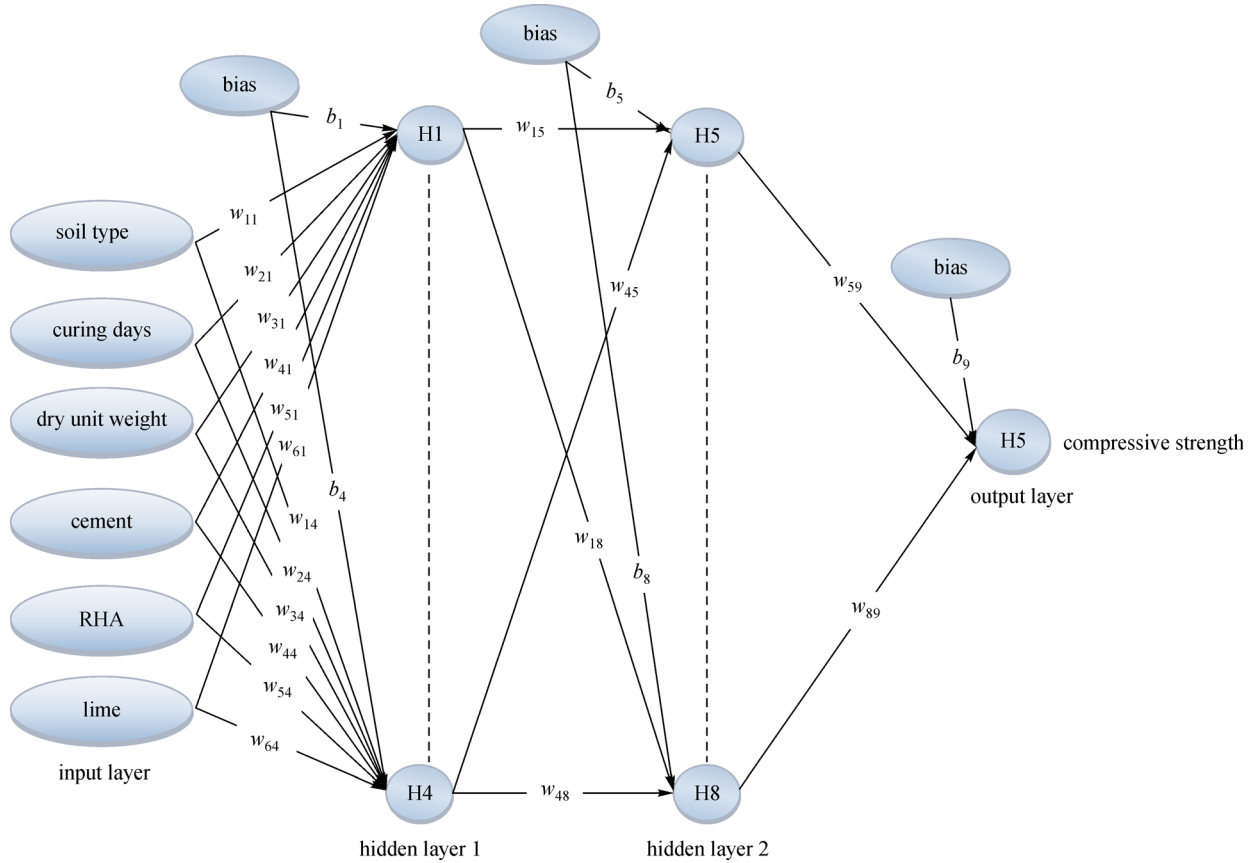 bias
bias
b5
b1
H1
w15
H5
w11
soil type
w21
bias
w45
w59
curing days
w31
b9
w41
dry unit weight
w51
H5
compressive strength
w61
output layer
b4
cement
w14
w18
w24
b8
w34
w89
RHA
w44
w54
lime
w64
input layer
H4
w48
H8
hidden layer 1
hidden layer 2